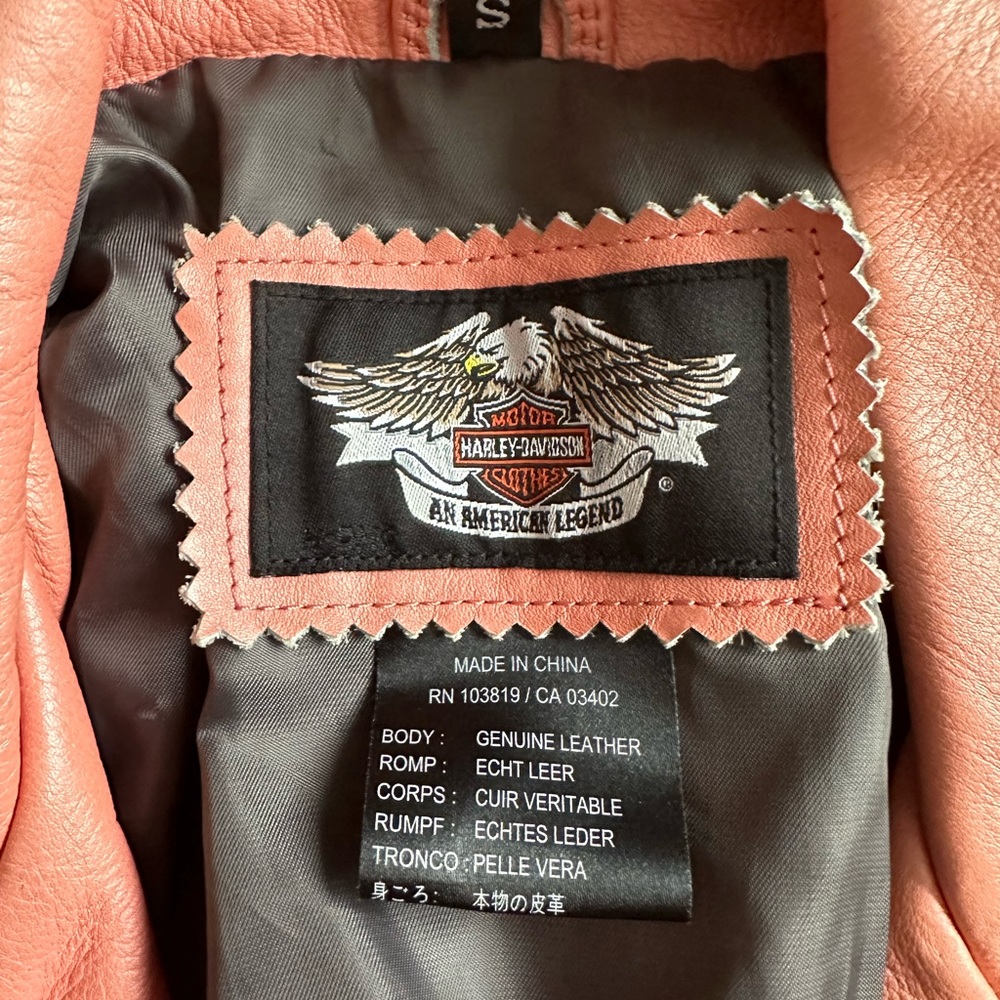 S
MOTOR
HARLEY-DAVIDSON
CLOTHES
®
AN AMERICAN LEGEND
MADE IN CHINA
RN 103819 / CA 03402
BODY : GENUINE LEATHER
ROMP : ECHT LEER
CORPS : CUIR VERITABLE
RUMPF : ECHTES LEDER
TRONCO : PELLE VERA
身ごろ : 本物の皮革